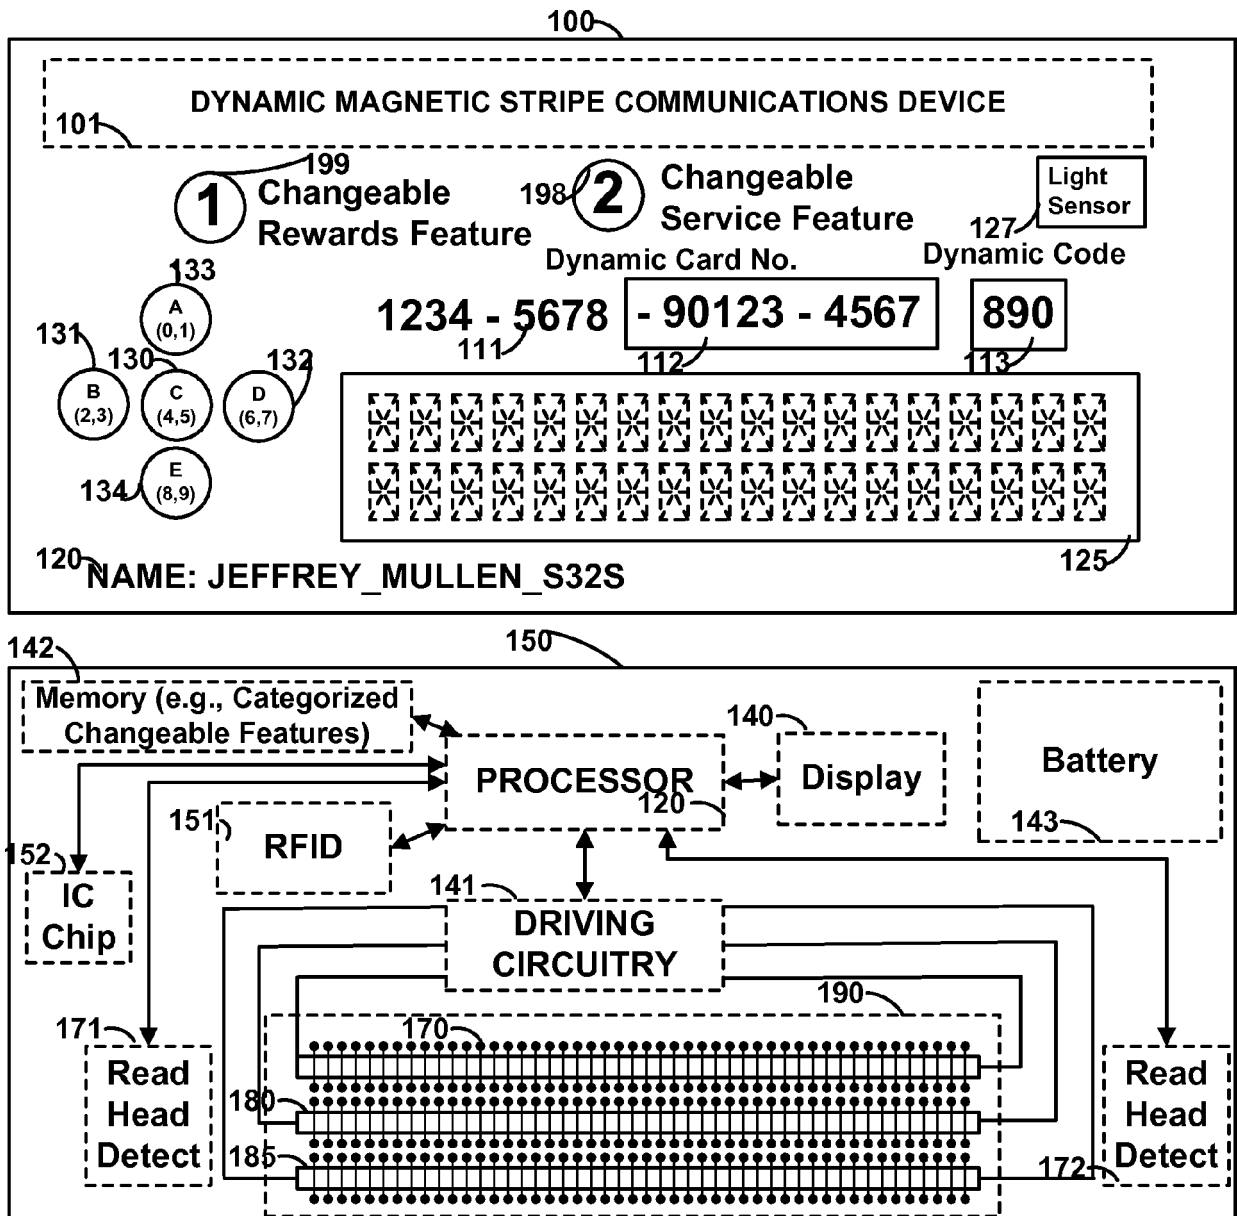 100
DYNAMIC MAGNETIC STRIPE COMMUNICATIONS DEVICE
101
199
1
Changeable
Rewards Feature
198
2
Changeable
Service Feature
Light
Sensor
127
Dynamic Card No.
Dynamic Code
133
A
(0,1)
1234 - 5678
- 90123 - 4567
890
111
112
113
131
130
132
B
(2,3)
C
(4,5)
D
(6,7)
E
(8,9)
134
125
120
NAME: JEFFREY_MULLEN_S32S
150
142
Memory (e.g., Categorized
Changeable Features)
140
PROCESSOR
120
Display
Battery
143
151
RFID
152
IC
Chip
141
DRIVING
CIRCUITRY
190
171
170
Read
Head
Detect
180
185
Read
Head
Detect
172